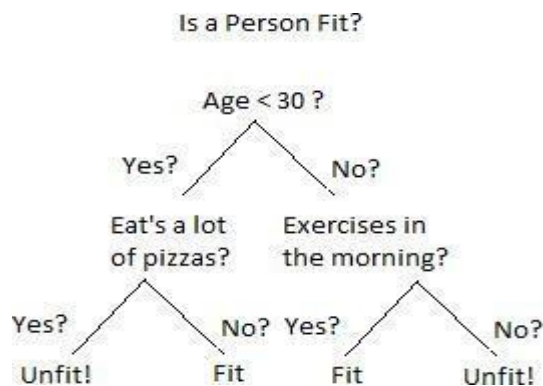 Is a Person Fit?
Age < 30 ?
Yes?
No?
Eat's a lot
of pizzas?
Exercises in
the morning?
Yes?
No?
Yes?
No?
Unfit!
Fit
Fit
Unfit!